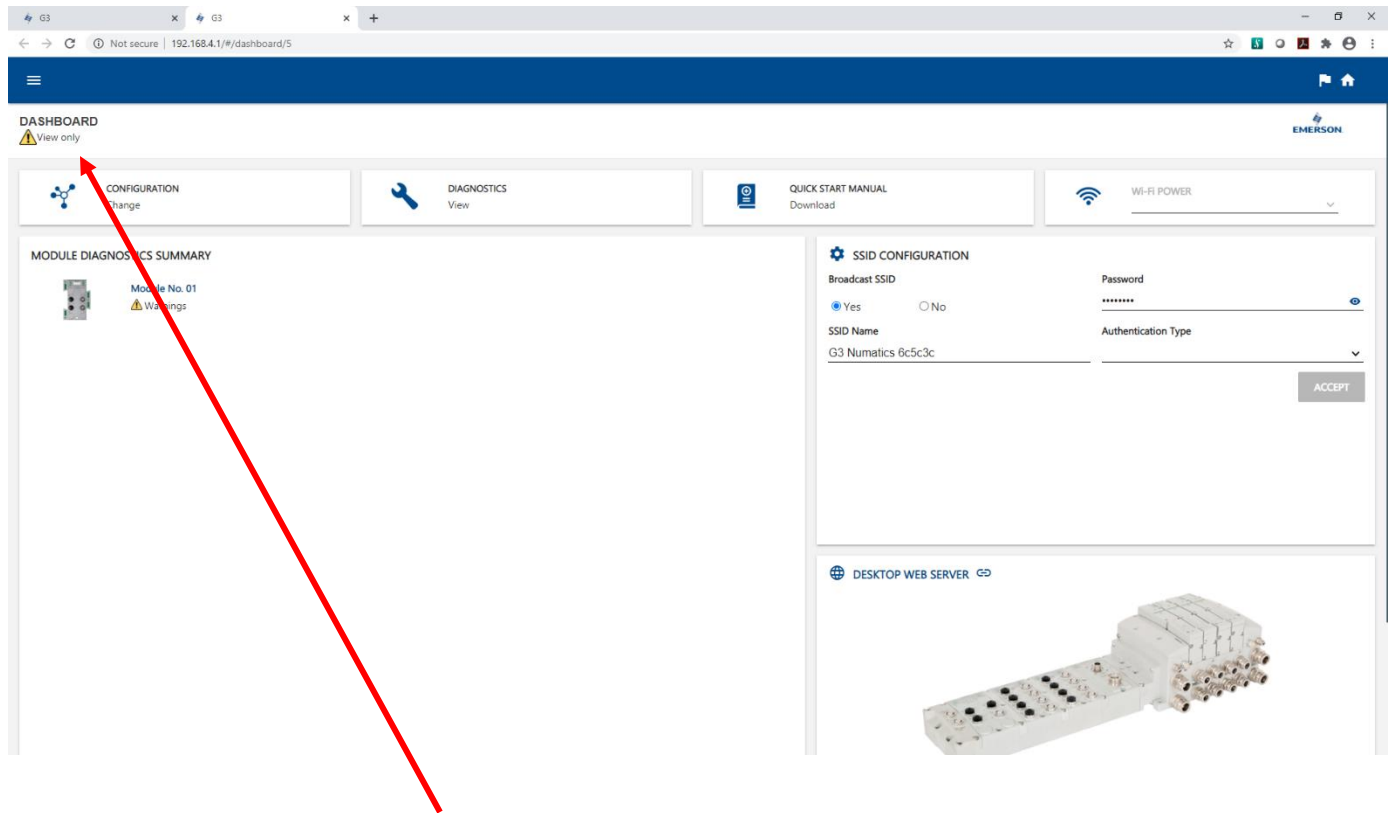 G3
G3
Not secure | 192.168.4.1/#/dashboard/5
DASHBOARD
View only
EMERSON
CONFIGURATION
Change
DIAGNOSTICS
View
QUICK START MANUAL
Download
Wi-Fi POWER
MODULE DIAGNOSTICS SUMMARY
Module No. 01
Warnings
SSID CONFIGURATION
Broadcast SSID
Yes
No
Password
••••••••
SSID Name
G3 Numatics 6c5c3c
Authentication Type
ACCEPT
DESKTOP WEB SERVER